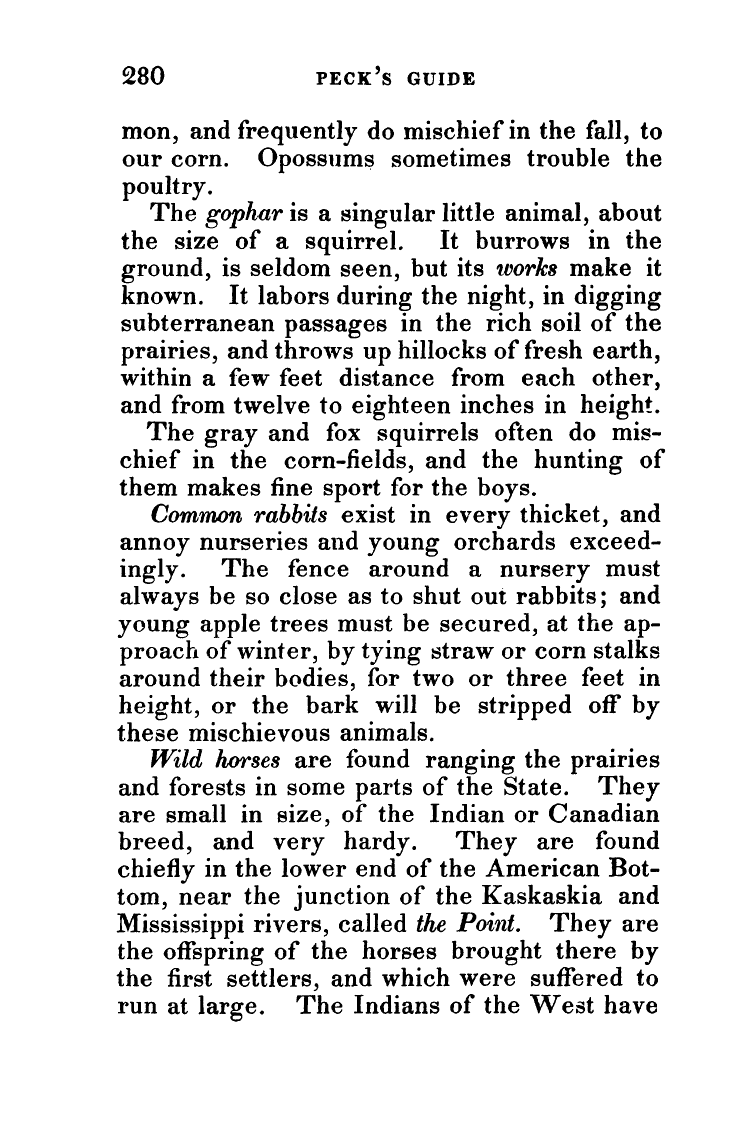 280 PECK'S GUIDE
mon, and frequently do mischief in the fall, to
our corn. Opossums sometimes trouble the
poultry.
The gophar is a singular little animal, about
the size of a squirrel. It burrows in the
ground, is seldom seen, but its works make it
known. It labors during the night, in digging
subterranean passages in the rich soil of the
prairies, and throws up hillocks of fresh earth,
within a few feet distance from each other,
and from twelve to eighteen inches in height.
The gray and fox squirrels often do mis-
chief in the corn-fields, and the hunting of
them makes fine sport for the boys.
Common rabbits exist in every thicket, and
annoy nurseries and young orchards exceed-
ingly. The fence around a nursery must
always be so close as to shut out rabbits; and
young apple trees must be secured, at the ap-
proach of winter, by tying straw or corn stalks
around their bodies, for two or three feet in
height, or the bark will be stripped off by
these mischievous animals.
Wild horses are found ranging the prairies
and forests in some parts of the State. They
are small in size, of the Indian or Canadian
breed, and very hardy. They are found
chiefly in the lower end of the American Bot-
tom, near the junction of the Kaskaskia and
Mississippi rivers, called the Point. They are
the offspring of the horses brought there by
the first settlers, and which were suffered to
run at large. The Indians of the West have